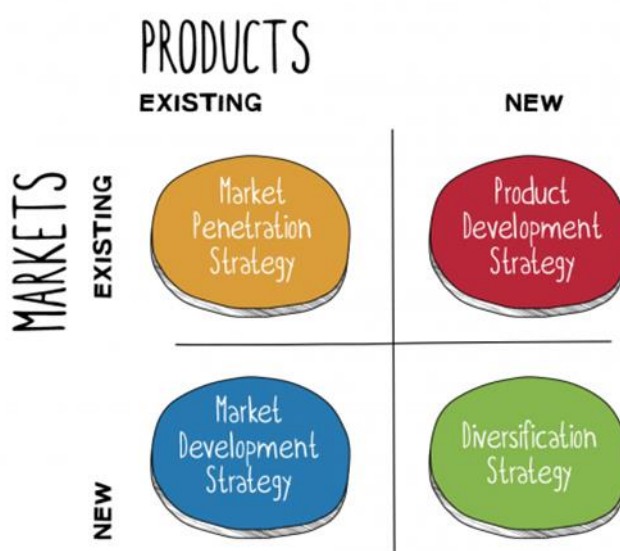 PRODUCTS
EXISTING
NEW
MARKETS
EXISTING
Market
Penetration
Strategy
Product
Development
Strategy
NEW
Market
Development
Strategy
Diversification
Strategy